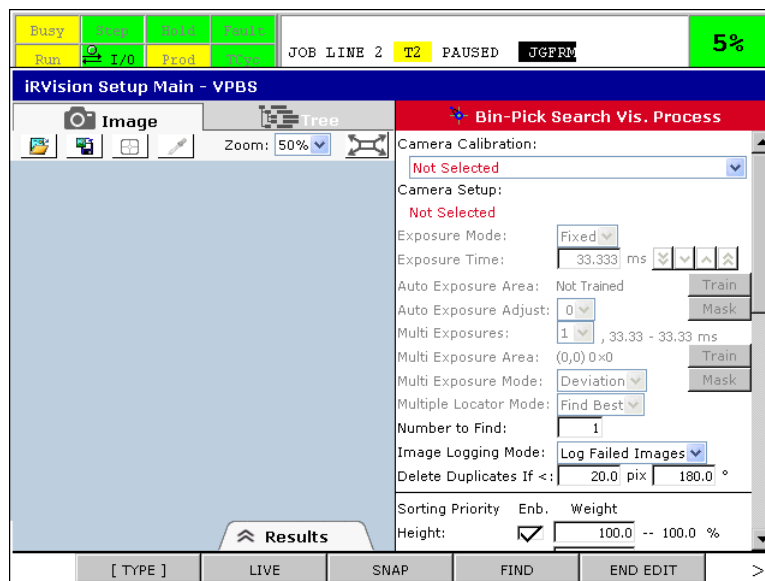 Busy Step Hold Fault
Run I/O Prod TCyc
JOB LINE 2 T2 PAUSED JGFRM
5%
iRVision Setup Main - VPBS
Image Tree
Zoom: 50%
Bin-Pick Search Vis. Process
Camera Calibration:
Not Selected
Camera Setup:
Not Selected
Exposure Mode: Fixed
Exposure Time: 33.333 ms
Auto Exposure Area: Not Trained Train
Auto Exposure Adjust: 0 Mask
Multi Exposures: 1 , 33.33 - 33.33 ms
Multi Exposure Area: (0,0) 0×0 Train
Multi Exposure Mode: Deviation Mask
Multiple Locator Mode: Find Best
Number to Find: 1
Image Logging Mode: Log Failed Images
Delete Duplicates If <: 20.0 pix 180.0 °
Sorting Priority Enb. Weight
Height: 100.0 -- 100.0 %
Results
[ TYPE ] LIVE SNAP FIND END EDIT >